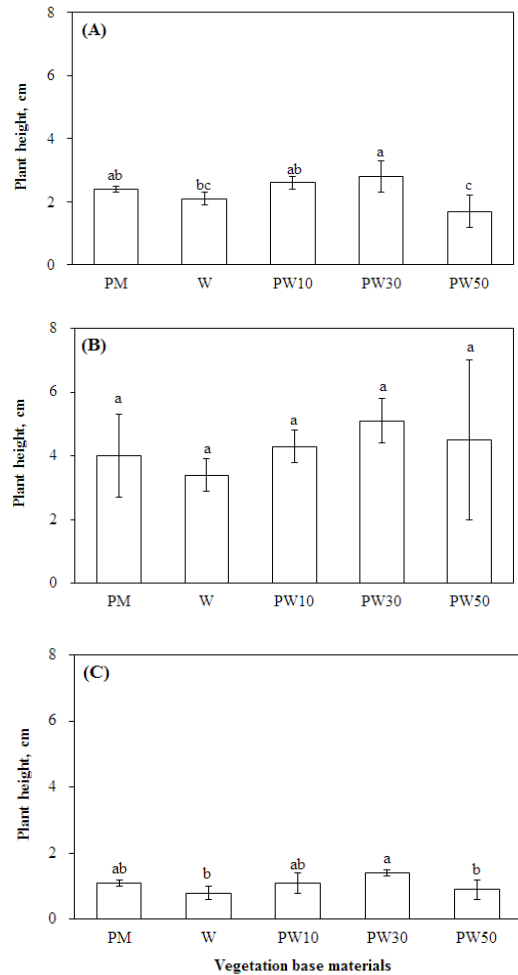 (A)
Plant height, cm
8
6
4
2
0
ab
bc
ab
a
c
PM W PW10 PW30 PW50
(B)
Plant height, cm
8
6
4
2
0
a
a
a
a
a
PM W PW10 PW30 PW50
(C)
Plant height, cm
8
6
4
2
0
ab
b
ab
a
b
PM W PW10 PW30 PW50
Vegetation base materials